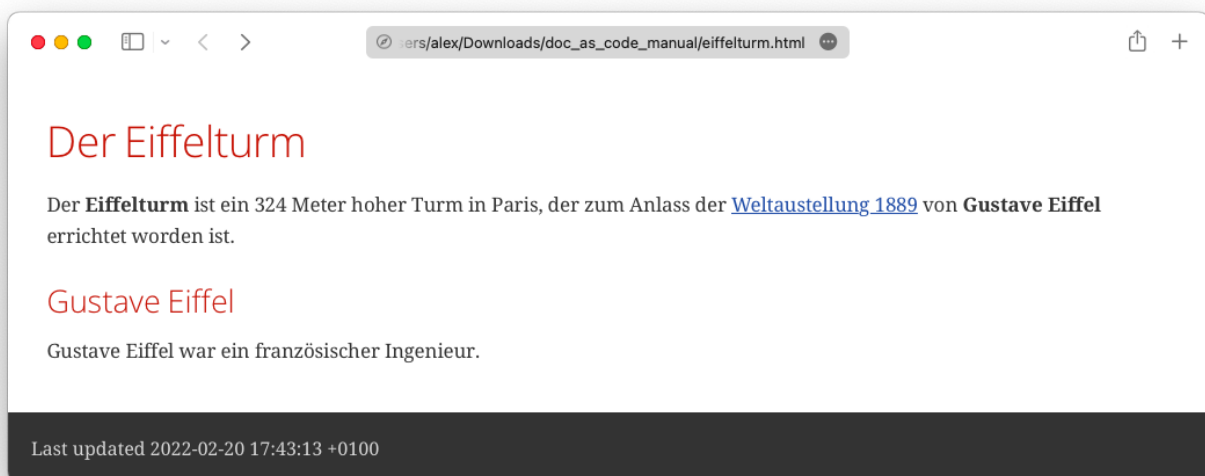 ers/alex/Downloads/doc_as_code_manual/eiffelturm.html
Der Eiffelturm
Der Eiffelturm ist ein 324 Meter hoher Turm in Paris, der zum Anlass der Weltaustellung 1889 von Gustave Eiffel
errichtet worden ist.
Gustave Eiffel
Gustave Eiffel war ein französischer Ingenieur.
Last updated 2022-02-20 17:43:13 +0100